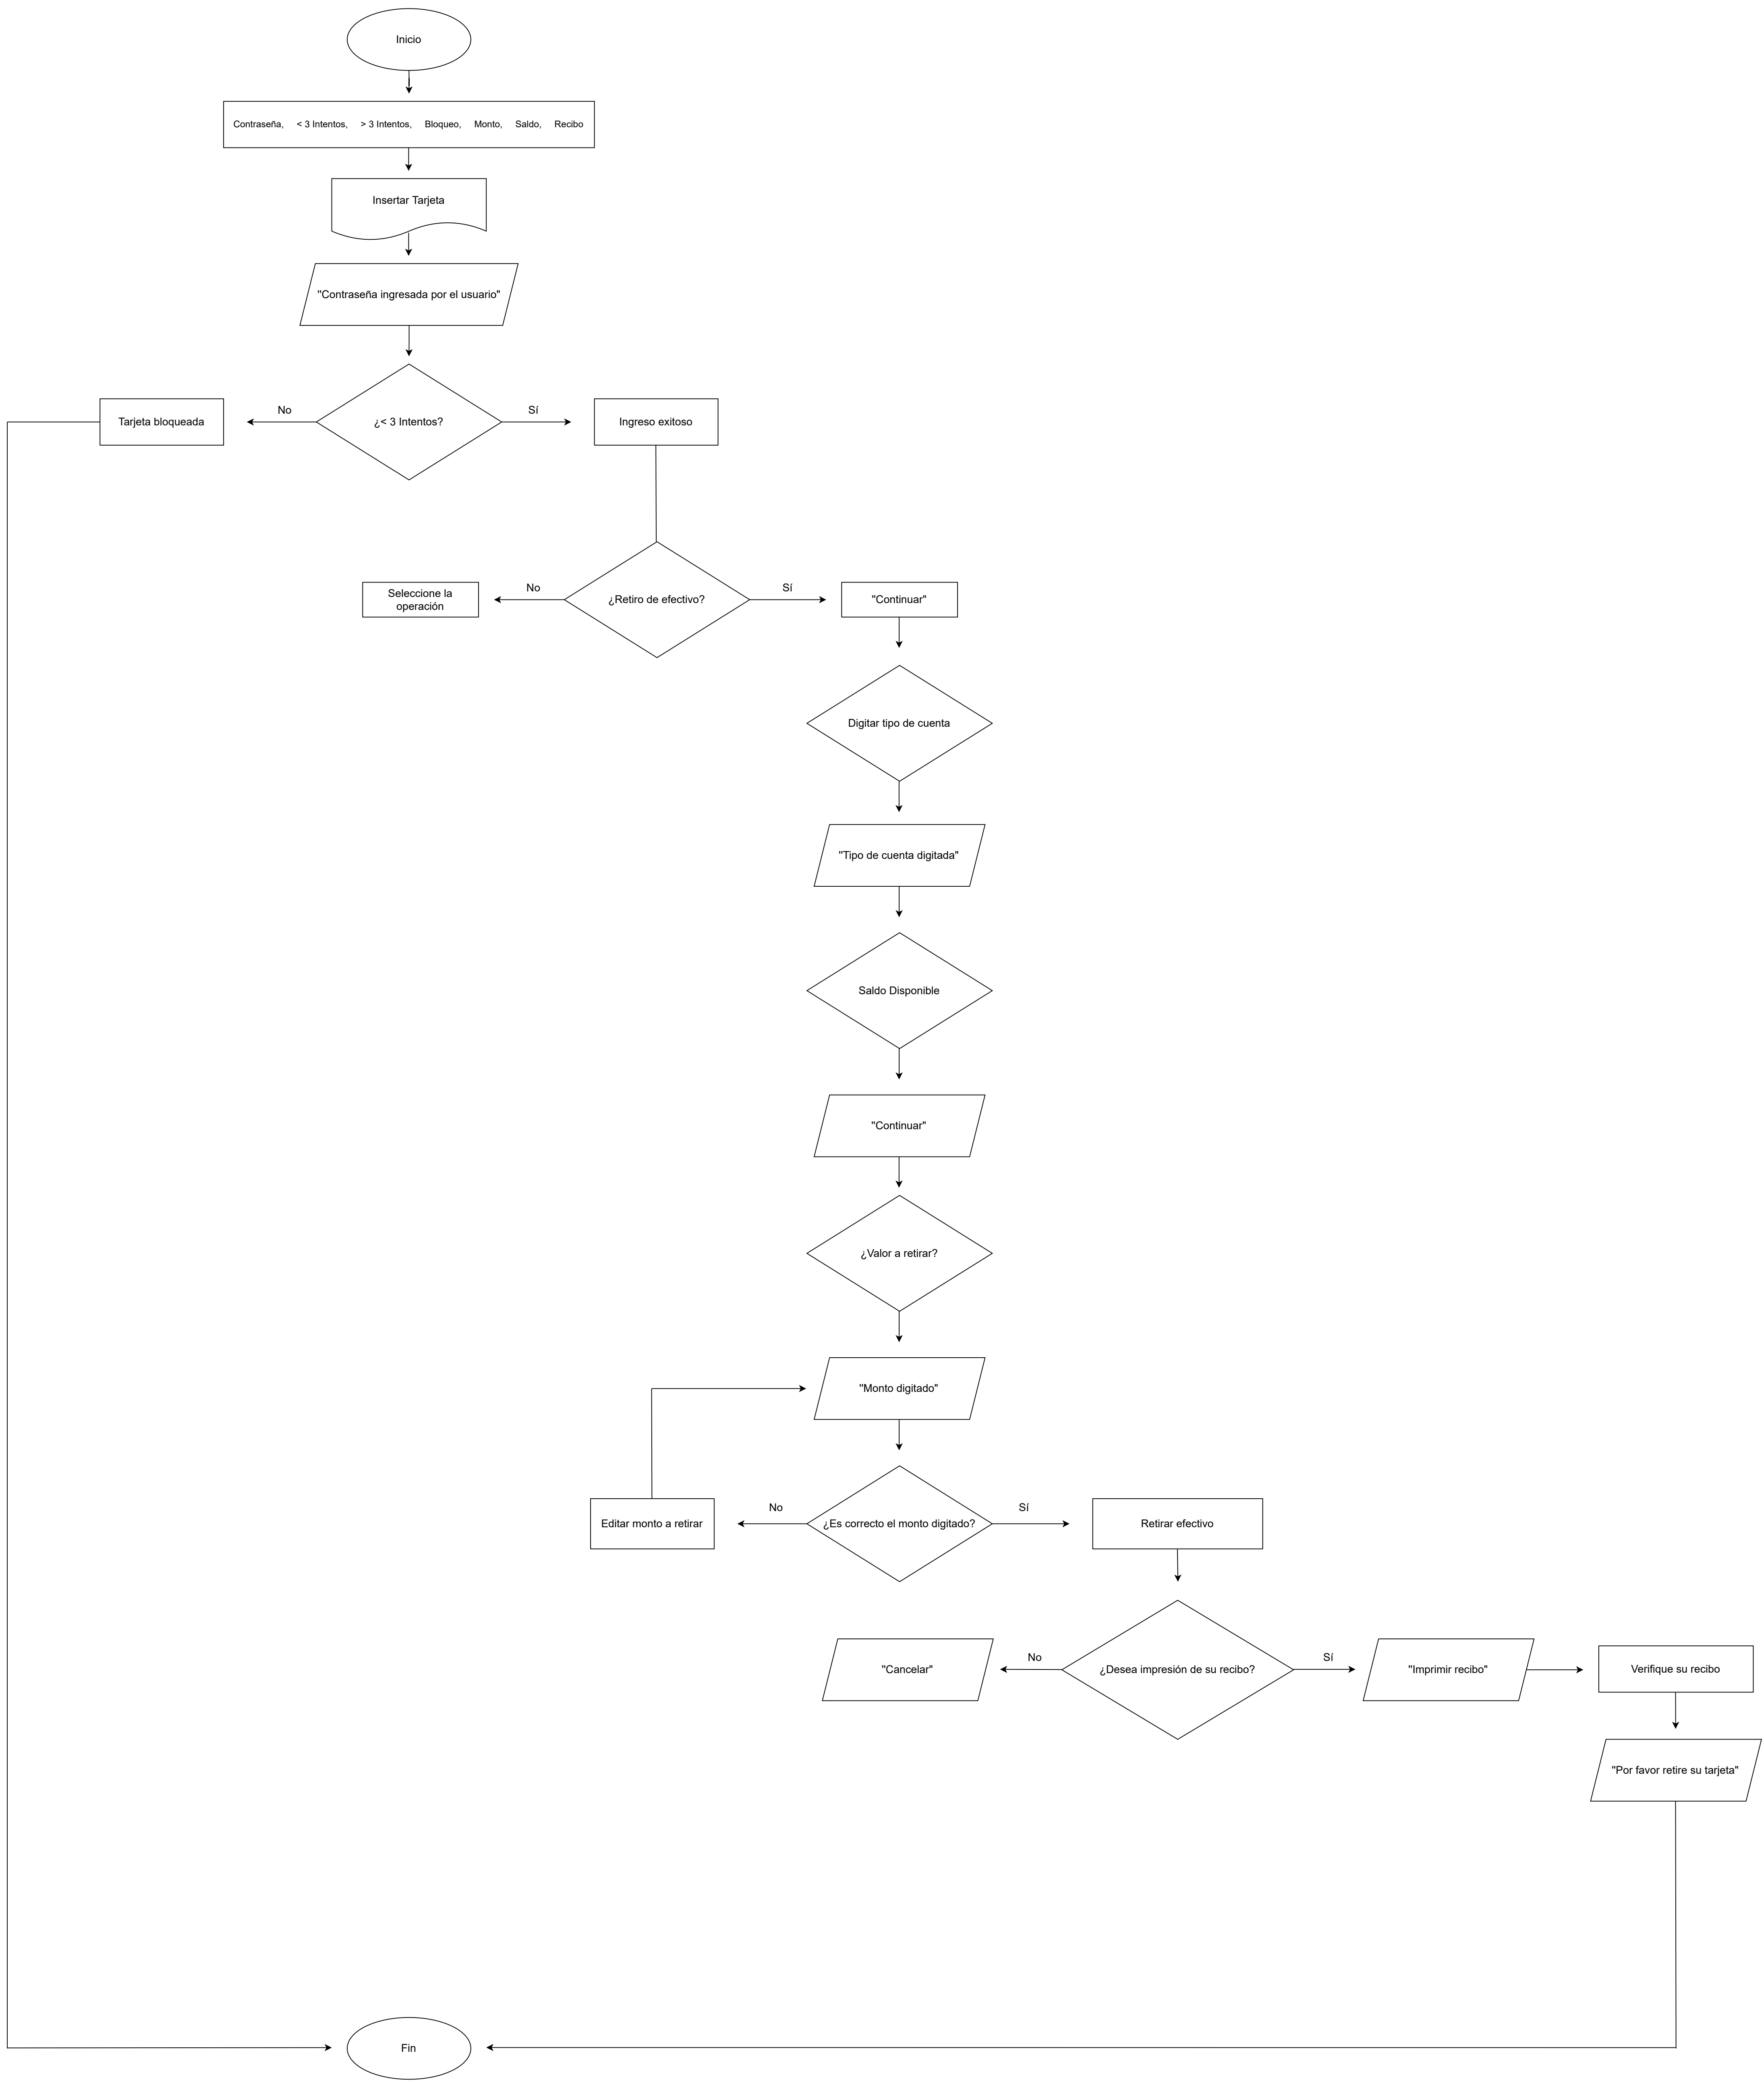 Inicio
Contraseña, < 3 Intentos, > 3 Intentos, Bloqueo, Monto, Saldo, Recibo
Insertar Tarjeta
"Contraseña ingresada por el usuario"
No
Sí
Tarjeta bloqueada
¿< 3 Intentos?
Ingreso exitoso
No
Sí
Seleccione la
operación
¿Retiro de efectivo?
"Continuar"
Digitar tipo de cuenta
"Tipo de cuenta digitada"
Saldo Disponible
"Continuar"
¿Valor a retirar?
"Monto digitado"
No
Sí
Editar monto a retirar
¿Es correcto el monto digitado?
Retirar efectivo
No
Sí
"Cancelar"
¿Desea impresión de su recibo?
"Imprimir recibo"
Verifique su recibo
"Por favor retire su tarjeta"
Fin